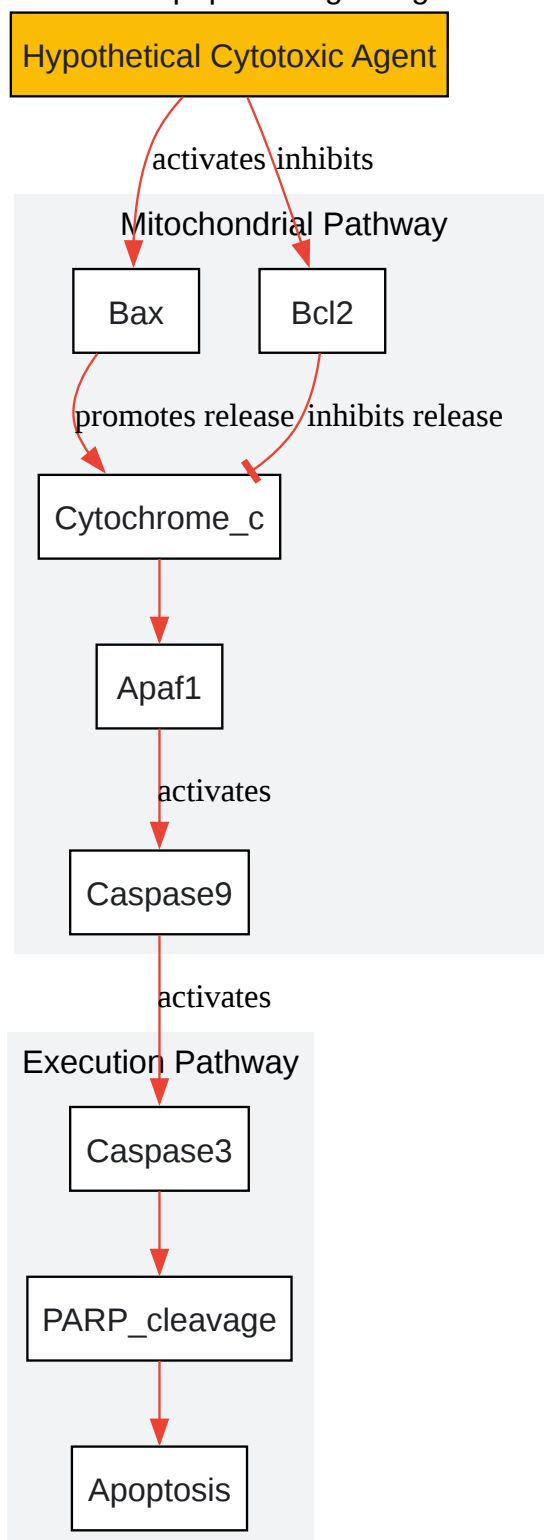 Hypothetical Cytotoxic Agent
activates inhibits
Mitochondrial Pathway
Bax Bcl2
promotes release inhibits release
Cytochrome_c
Apaf1
activates
Caspase9
activates
Execution Pathway
Caspase3
PARP_cleavage
Apoptosis